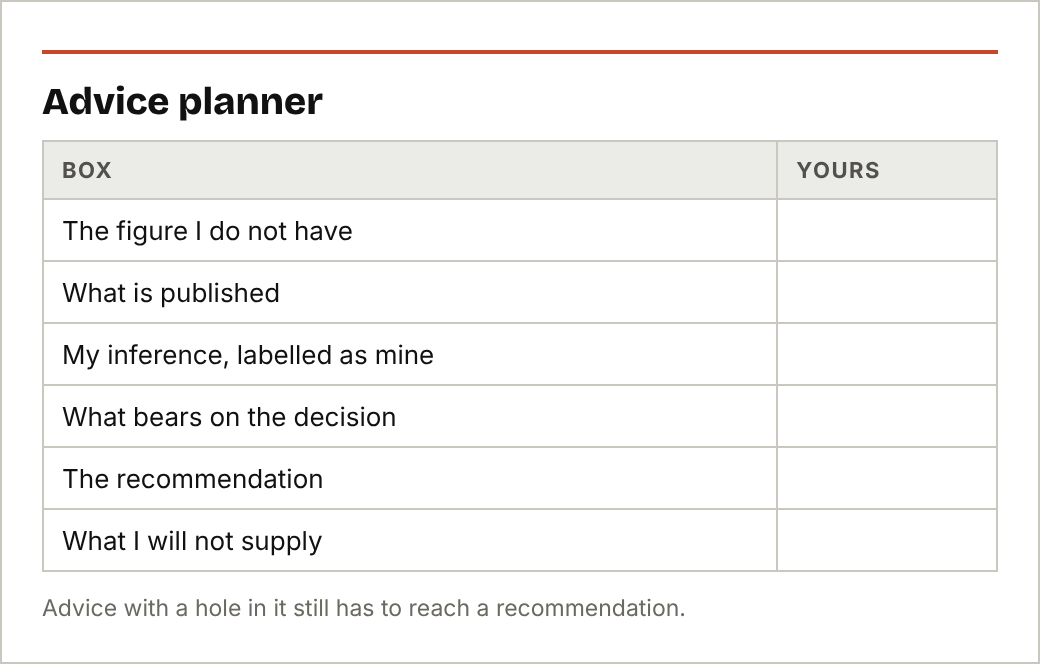 Advice planner
BOX YOURS
The figure I do not have
What is published
My inference, labelled as mine
What bears on the decision
The recommendation
What I will not supply
Advice with a hole in it still has to reach a recommendation.